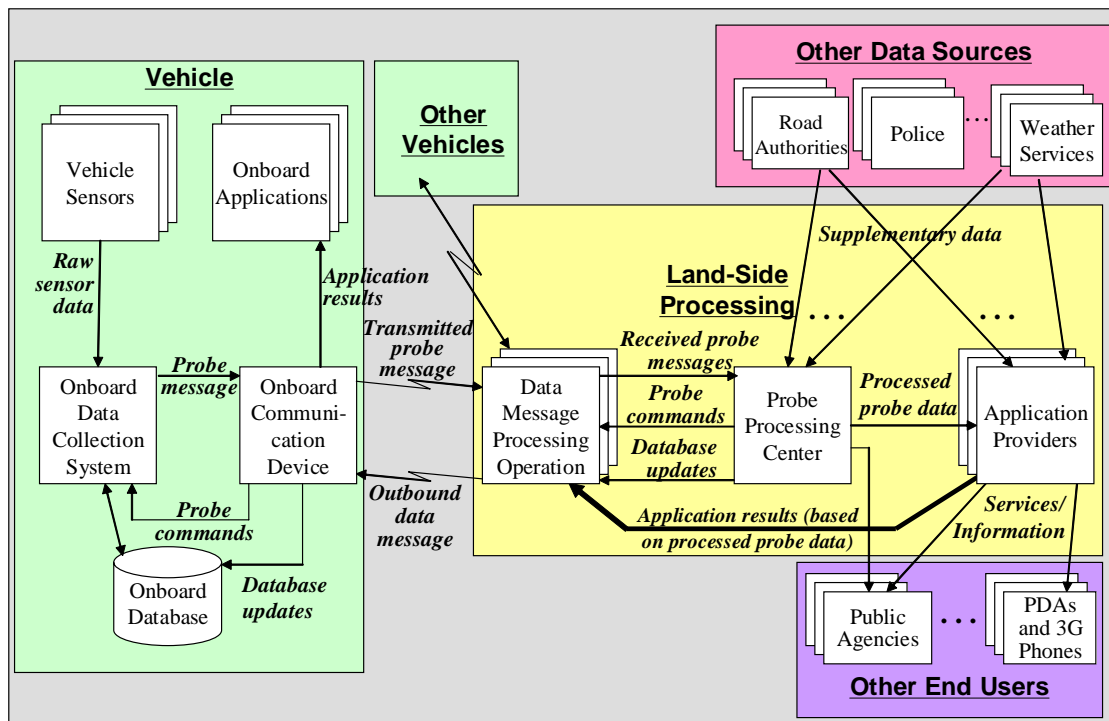 Vehicle
Vehicle
Sensors
Onboard
Applications
Raw
sensor
data
Application
results
Onboard
Data
Collection
System
Probe
message
Onboard
Communi-
cation
Device
Probe
commands
Onboard
Database
Database
updates
Other
Vehicles
Transmitted
probe
message
Outbound
data
message
Other Data Sources
Road
Authorities
Police
...
Weather
Services
Supplementary data
Land-Side
Processing
...
...
Data
Message
Processing
Operation
Received probe
messages
Probe
commands
Database
updates
Probe
Processing
Center
Processed
probe data
Application
Providers
Application results (based
on processed probe data)
Services/
Information
Public
Agencies
...
PDAs
and 3G
Phones
Other End Users